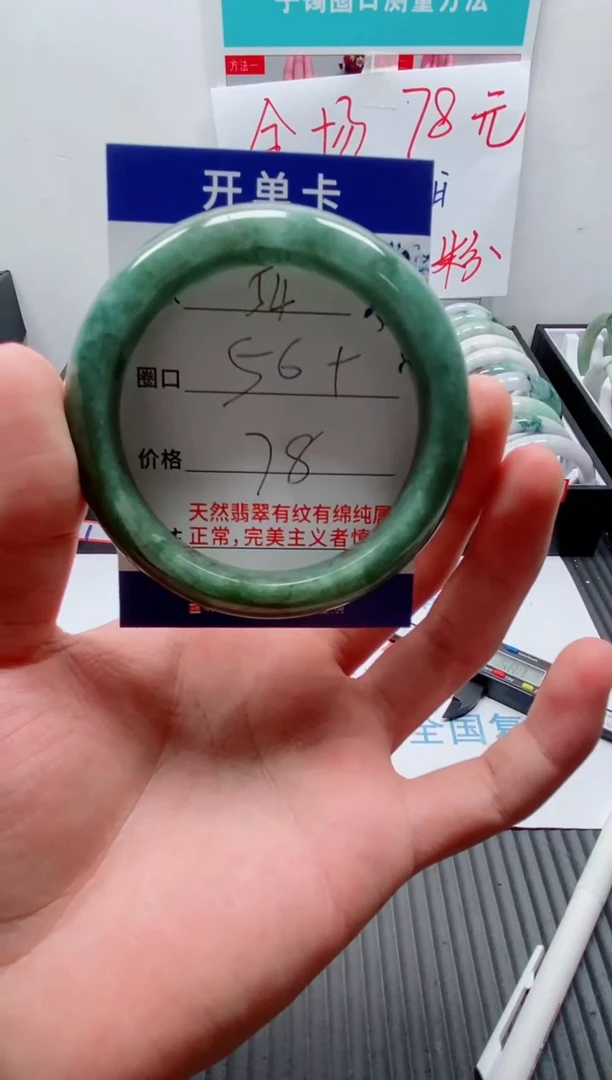 手镯圈口测量方法
方法一
全场 78元
粉
开单卡
54
圈口 56+
价格 78
天然翡翠有纹有绵纯属
正常，完美主义者慎
全国复